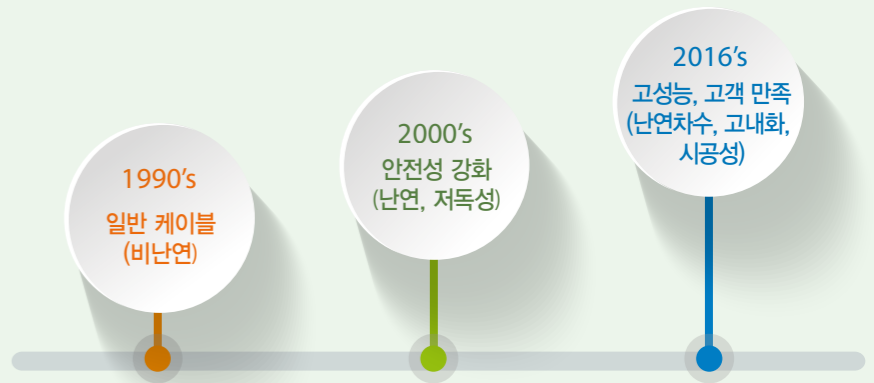 1990's
일반 케이블
(비난연)
2000's
안전성 강화
(난연, 저독성)
2016's
고성능, 고객 만족
(난연차수, 고내화,
시공성)